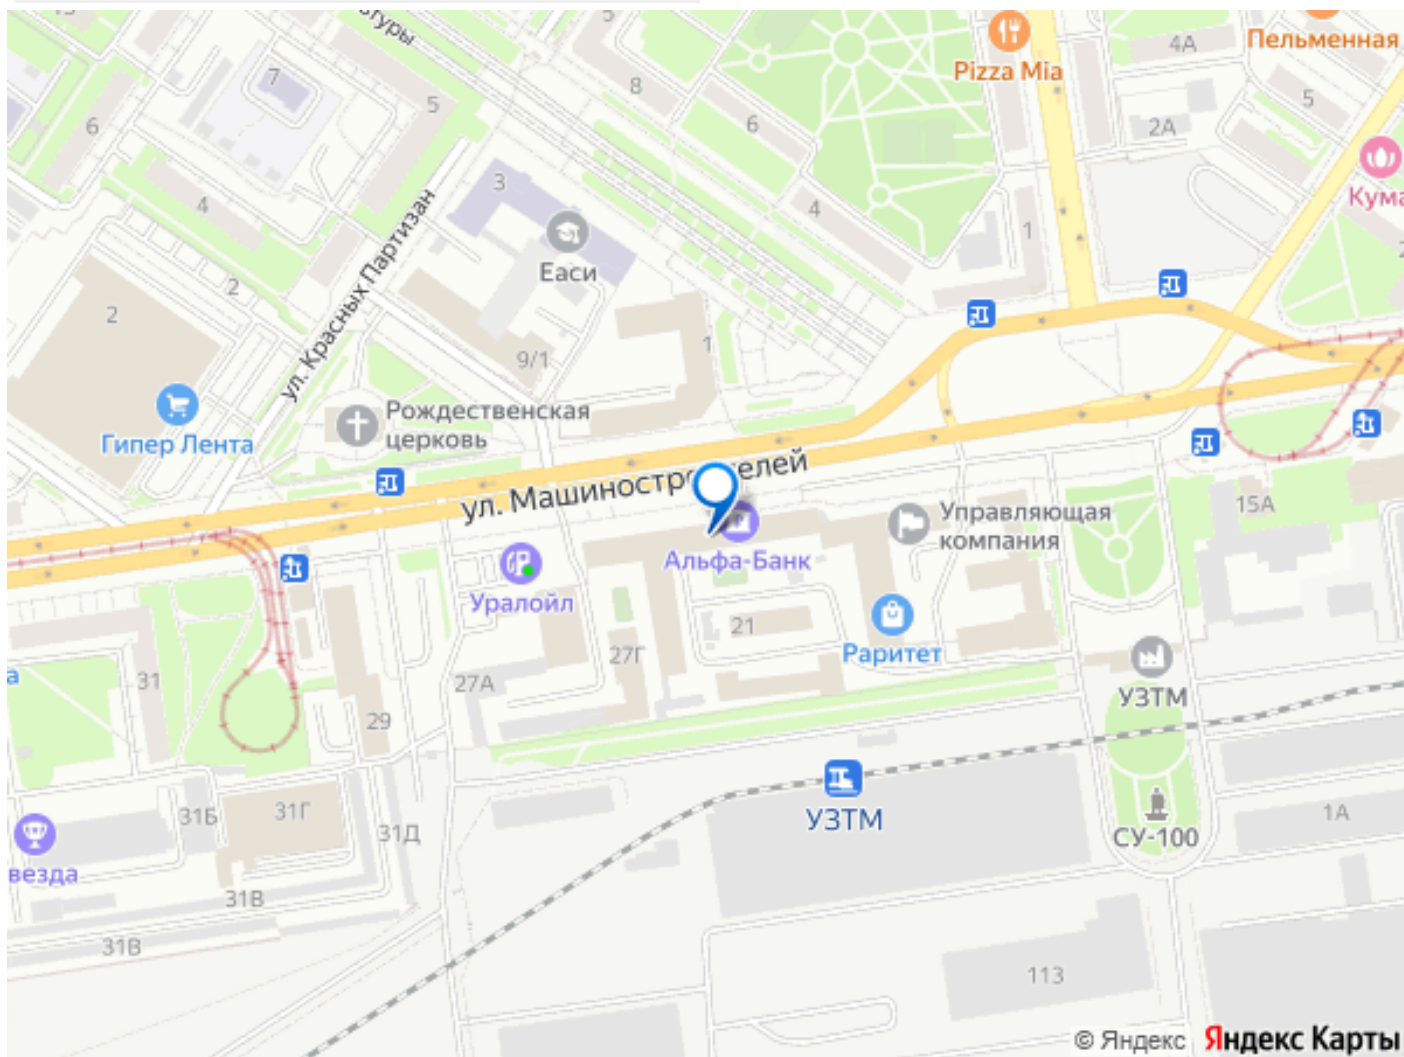 туры
7
5
5
8
6
6
4
4
3
Еаси
ул. Красных Партизан
2
2
9/1
1
1
Pizza Mia
4А
Пельменная
5
2А
Кума
2
Гипер Лента
Рождественская
церковь
ул. Машиностроителей
Альфа-Банк
Управляющая
компания
15А
Уралойл
21
27Г
Раритет
27А
31
29
а
УЗТМ
УЗТМ
31Б
31Г
31Д
СУ-100
1А
везда
31В
31В
113
© Яндекс Яндекс Карты